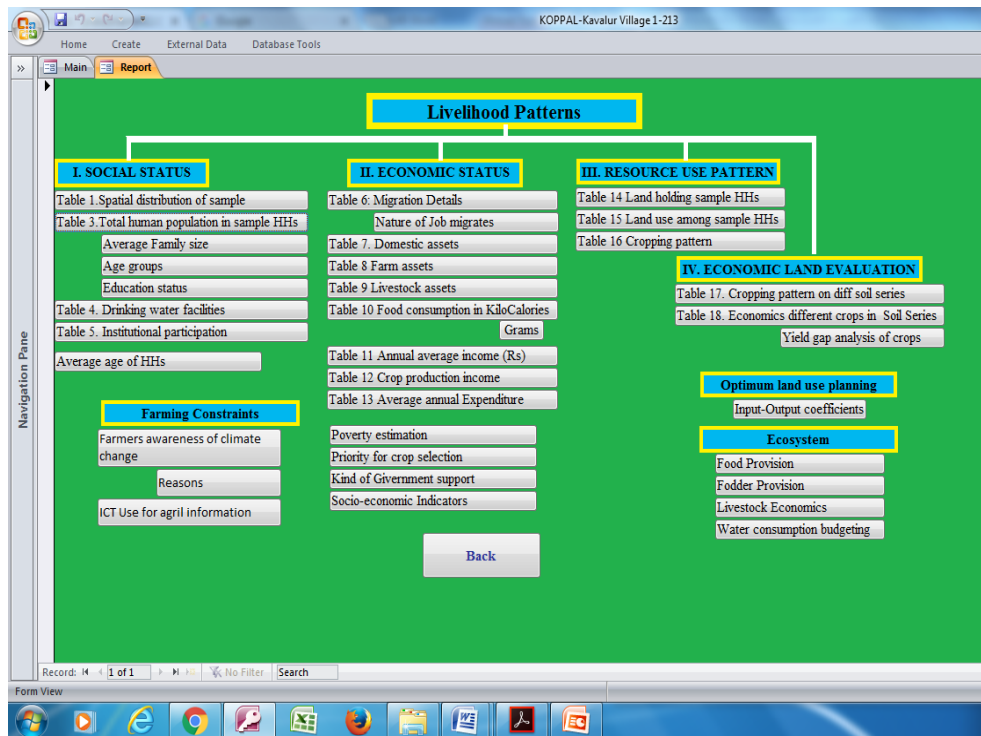 KOPPAL-Kavalur Village 1-213
Home Create External Data Database Tools
Main Report
Navigation Pane
Livelihood Patterns
I. SOCIAL STATUS
Table 1.Spatial distribution of sample
Table 3.Total human population in sample HHs
Average Family size
Age groups
Education status
Table 4. Drinking water facilities
Table 5. Institutional participation
Average age of HHs
Farming Constraints
Farmers awareness of climate
change
Reasons
ICT Use for agril information
II. ECONOMIC STATUS
Table 6: Migration Details
Nature of Job migrates
Table 7. Domestic assets
Table 8 Farm assets
Table 9 Livestock assets
Table 10 Food consumption in KiloCalories
Grams
Table 11 Annual average income (Rs)
Table 12 Crop production income
Table 13 Average annual Expenditure
Poverty estimation
Priority for crop selection
Kind of Givernment support
Socio-economic Indicators
Back
III. RESOURCE USE PATTERN
Table 14 Land holding sample HHs
Table 15 Land use among sample HHs
Table 16 Cropping pattern
IV. ECONOMIC LAND EVALUATION
Table 17. Cropping pattern on diff soil series
Table 18. Economics different crops in Soil Series
Yield gap analysis of crops
Optimum land use planning
Input-Output coefficients
Ecosystem
Food Provision
Fodder Provision
Livestock Economics
Water consumption budgeting
Record: 1 of 1 No Filter Search
Form View